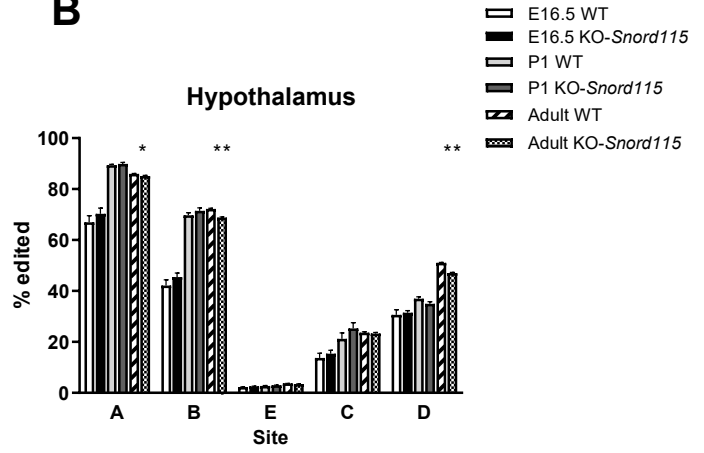 B
E16.5 WT
E16.5 KO-Snord115
P1 WT
P1 KO-Snord115
Adult WT
Adult KO-Snord115
Hypothalamus
% edited
100
80
60
40
20
0
*
**
**
A B E C D
Site